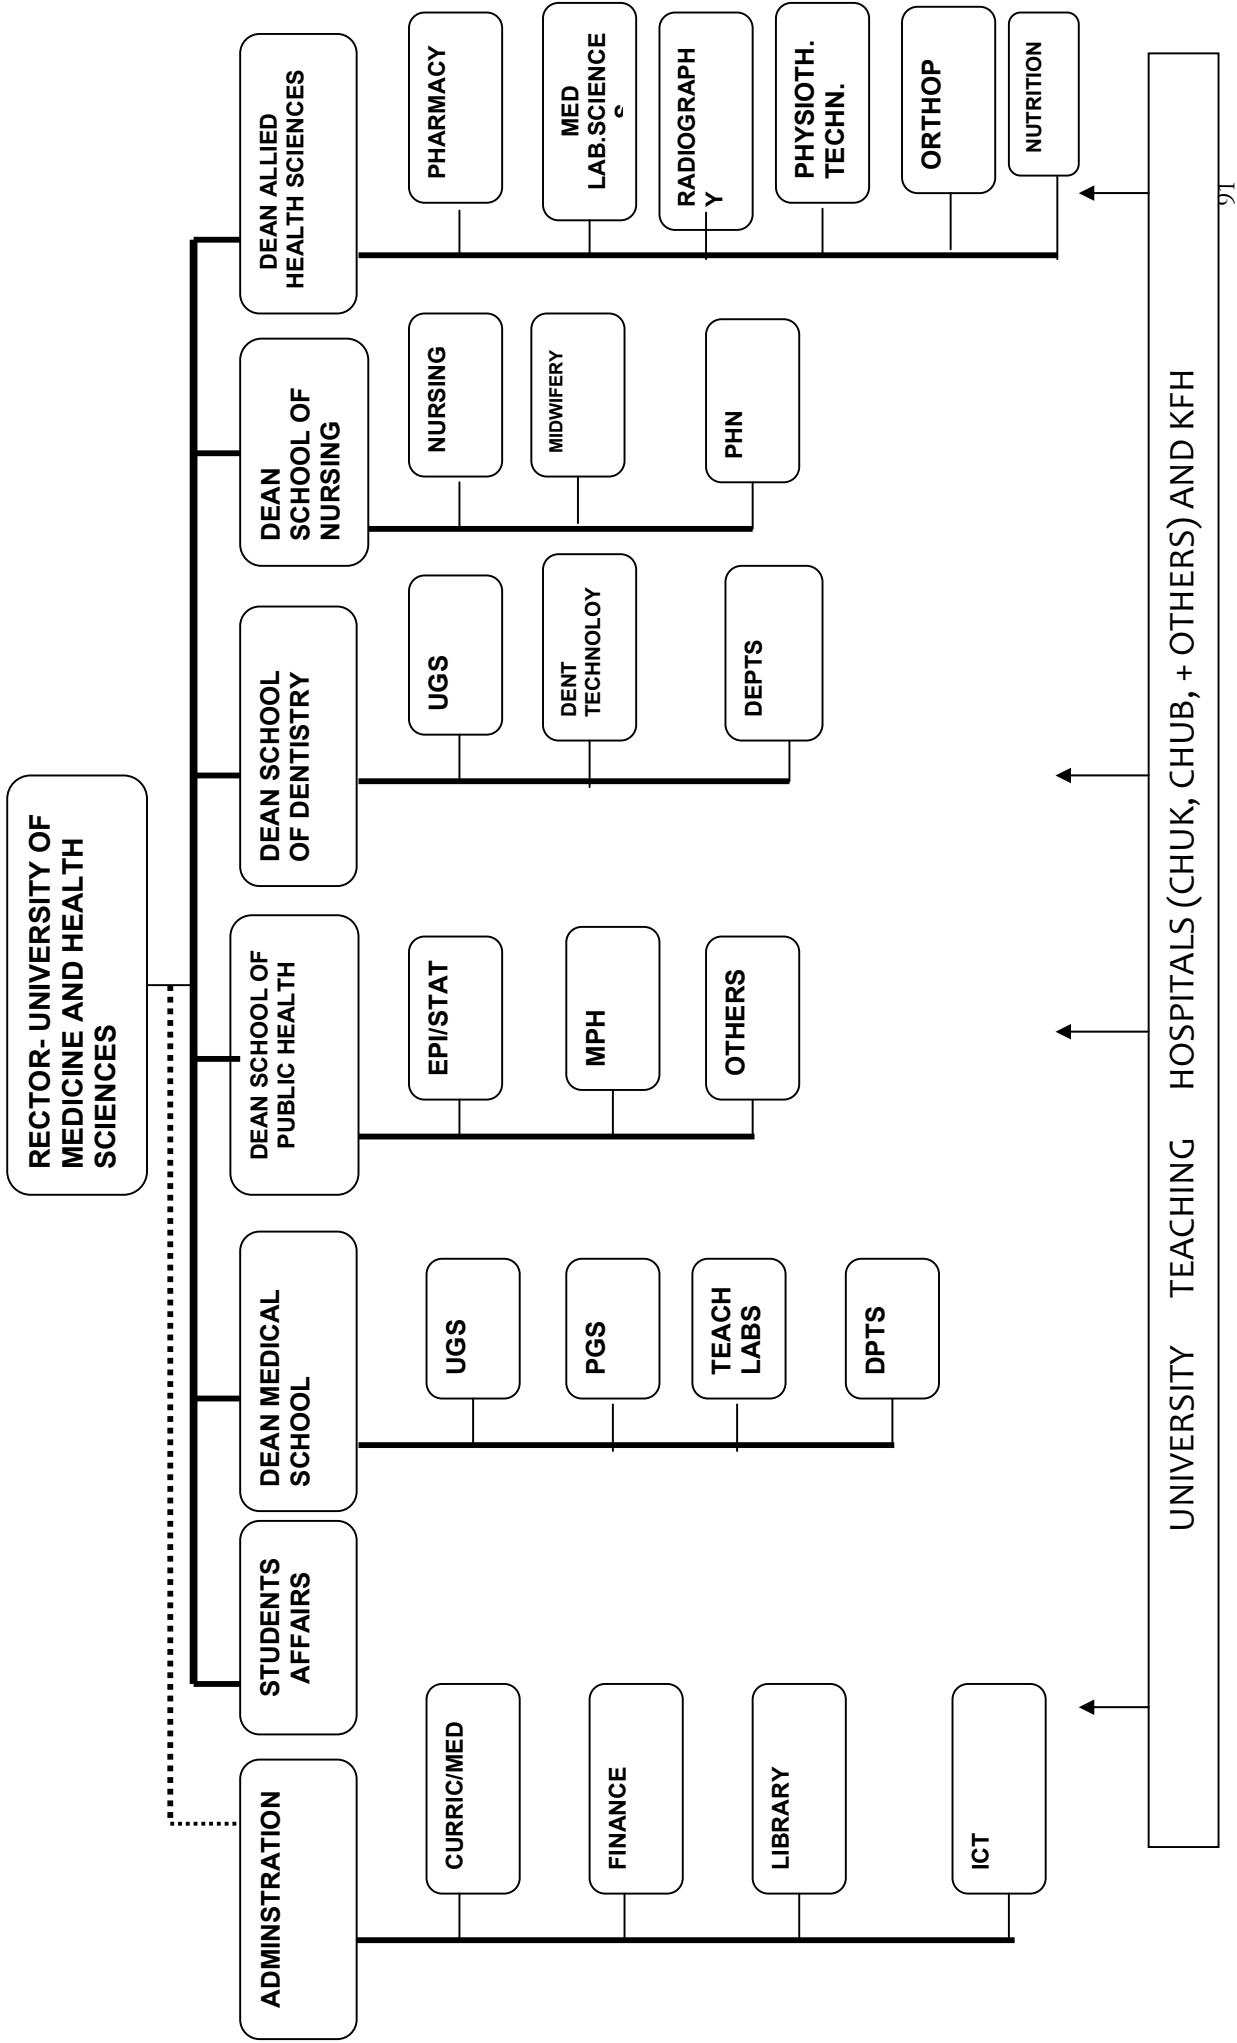 RECTOR- UNIVERSITY OF
MEDICINE AND HEALTH
SCIENCES
ADMINSTRATION
STUDENTS
AFFAIRS
DEAN MEDICAL
SCHOOL
DEAN SCHOOL OF
PUBLIC HEALTH
DEAN SCHOOL
OF DENTISTRY
DEAN
SCHOOL OF
NURSING
DEAN ALLIED
HEALTH SCIENCES
CURRIC/MED
FINANCE
LIBRARY
ICT
UGS
PGS
TEACH
LABS
DPTS
EPI/STAT
MPH
OTHERS
UGS
DENT
TECHNOLOY
DEPTS
NURSING
MIDWIFERY
PHN
PHARMACY
MED
LAB.SCIENCE
S
RADIOGRAPH
Y
PHYSIOTH.
TECHN.
ORTHOP
NUTRITION
UNIVERSITY TEACHING HOSPITALS (CHUK, CHUB, + OTHERS) AND KFH
91